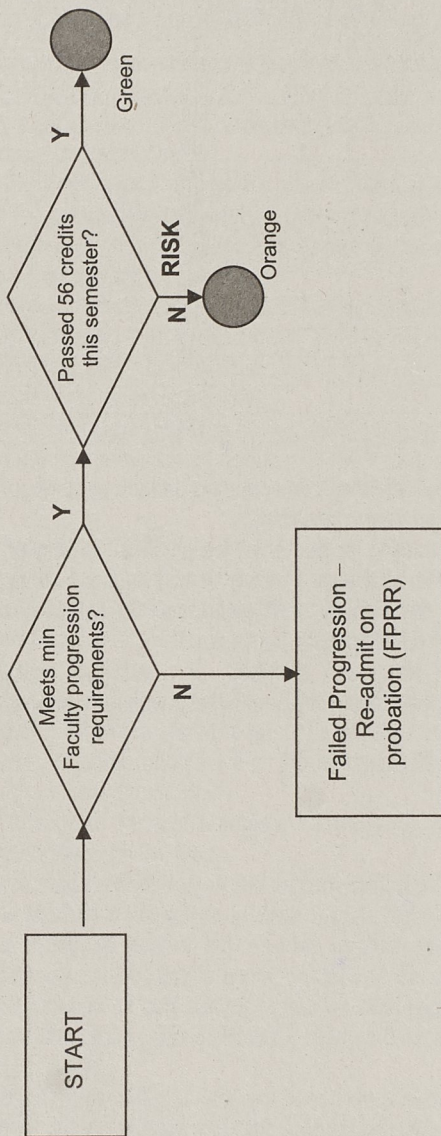 START
Meets min
Faculty progression
requirements?
Y
N
Failed Progression –
Re-admit on
probation (FPRR)
Passed 56 credits
this semester?
Y
Green
N
RISK
Orange